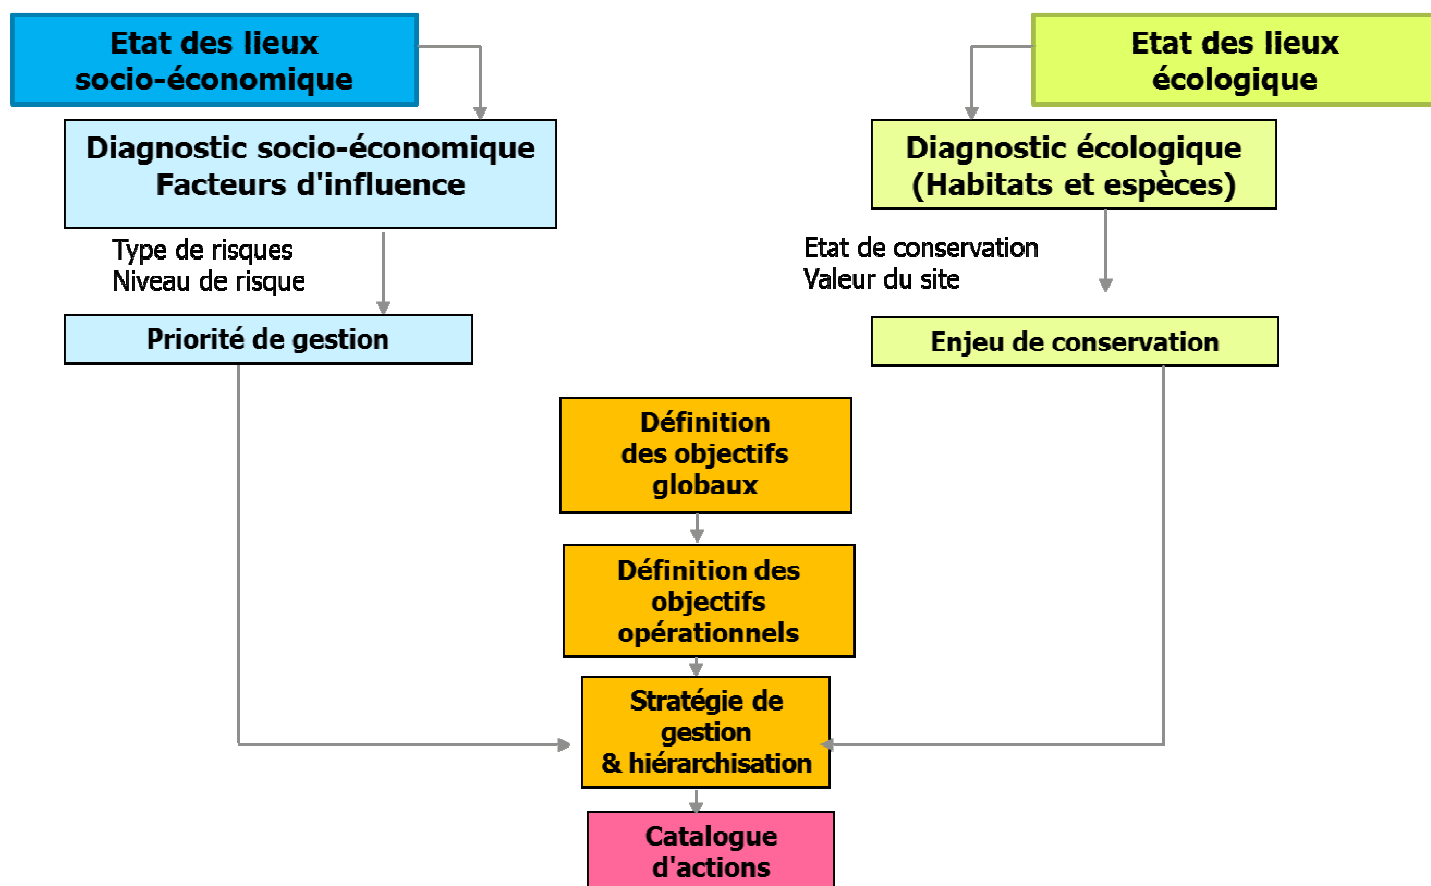 Etat des lieux
socio-économique
Etat des lieux
écologique
Diagnostic socio-économique
Facteurs d'influence
Diagnostic écologique
(Habitats et espèces)
Type de risques
Niveau de risque
Etat de conservation
Valeur du site
Priorité de gestion
Enjeu de conservation
Définition
des objectifs
globaux
Définition des
objectifs
opérationnels
Stratégie de
gestion
& hiérarchisation
Catalogue
d'actions